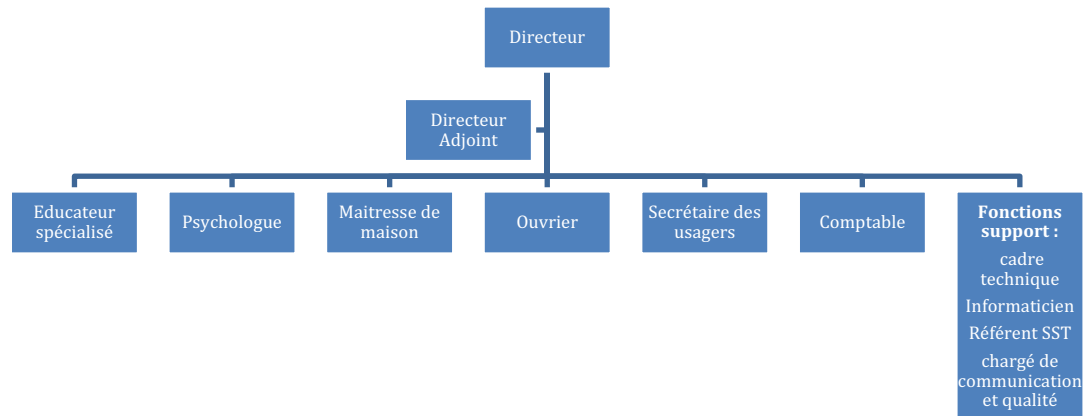 Directeur
Directeur
Adjoint
Educateur
spécialisé
Psychologue
Maitresse de
maison
Ouvrier
Secrétaire des
usagers
Comptable
Fonctions
support :
cadre
technique
Informaticien
Référent SST
chargé de
communication
et qualité